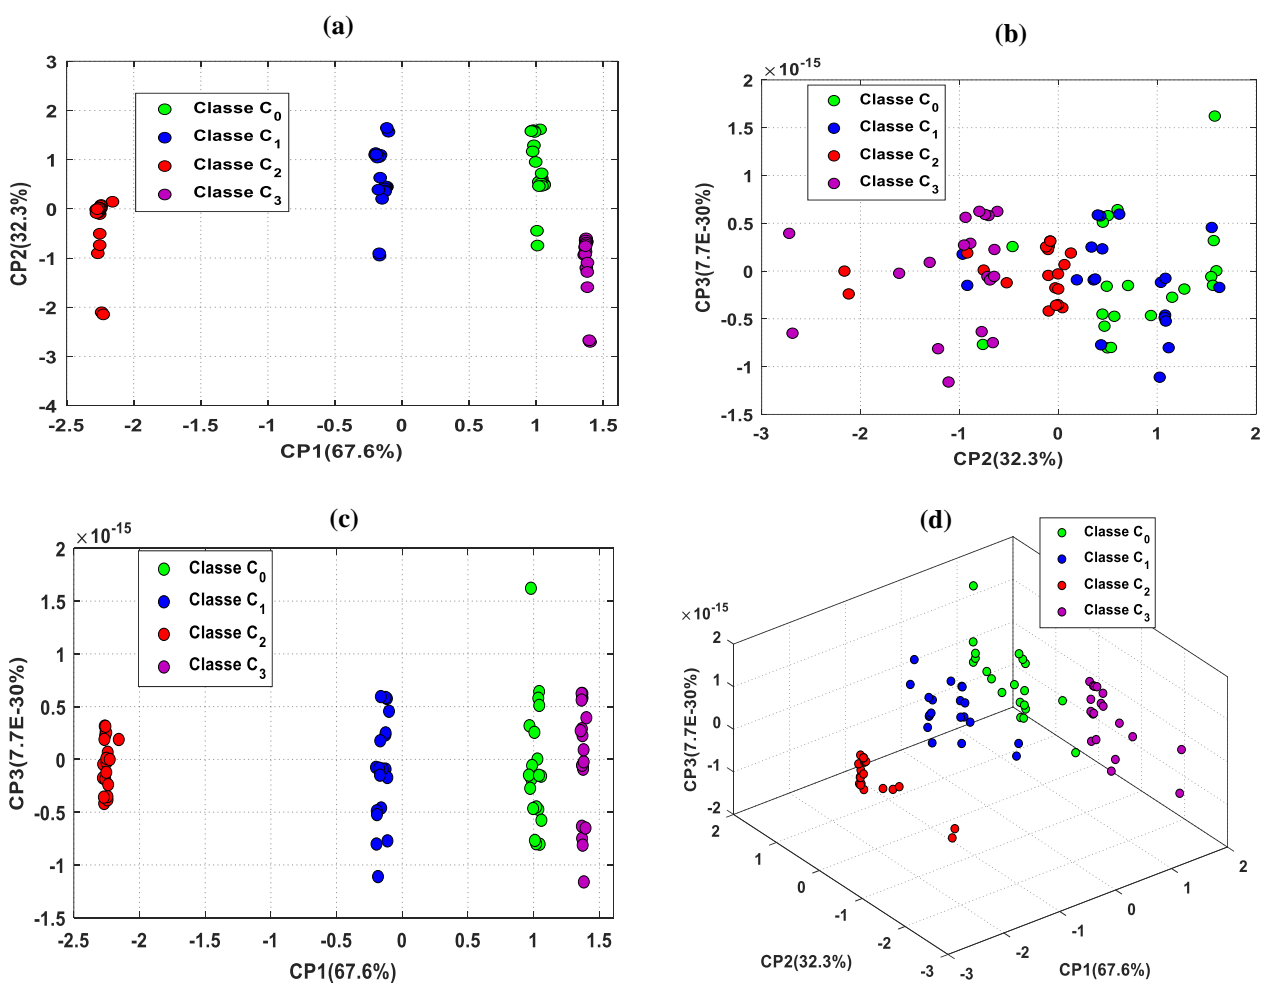 (a)
3
2
1
0
-1
-2
-3
-4
CP2(32.3%)
Classe C0
Classe C1
Classe C2
Classe C3
-2.5 -2 -1.5 -1 -0.5 0 0.5 1 1.5
CP1(67.6%)
(b)
×10-15
2
1.5
1
0.5
0
-0.5
-1
-1.5
CP3(7.7E-30%)
Classe C0
Classe C1
Classe C2
Classe C3
-3 -2 -1 0 1 2
CP2(32.3%)
(c)
×10-15
2
1.5
1
0.5
0
-0.5
-1
-1.5
CP3(7.7E-30%)
Classe C0
Classe C1
Classe C2
Classe C3
-2.5 -2 -1.5 -1 -0.5 0 0.5 1 1.5
CP1(67.6%)
(d)
×10-15
2
1
0
-1
-2
CP3(7.7E-30%)
Classe C0
Classe C1
Classe C2
Classe C3
2
1
0
-1
-2
-3
CP2(32.3%)
-3
-2
-1
0
1
2
CP1(67.6%)